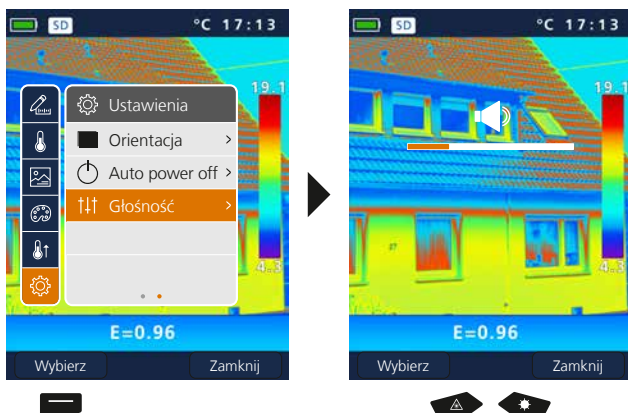 SD °C 17:13
19.1
Ustawienia
Orientacja
Auto power off
Głośność
4.3
E=0.96
Wybierz Zamknij
SD °C 17:13
19.1
27
4.3
E=0.96
Wybierz Zamknij